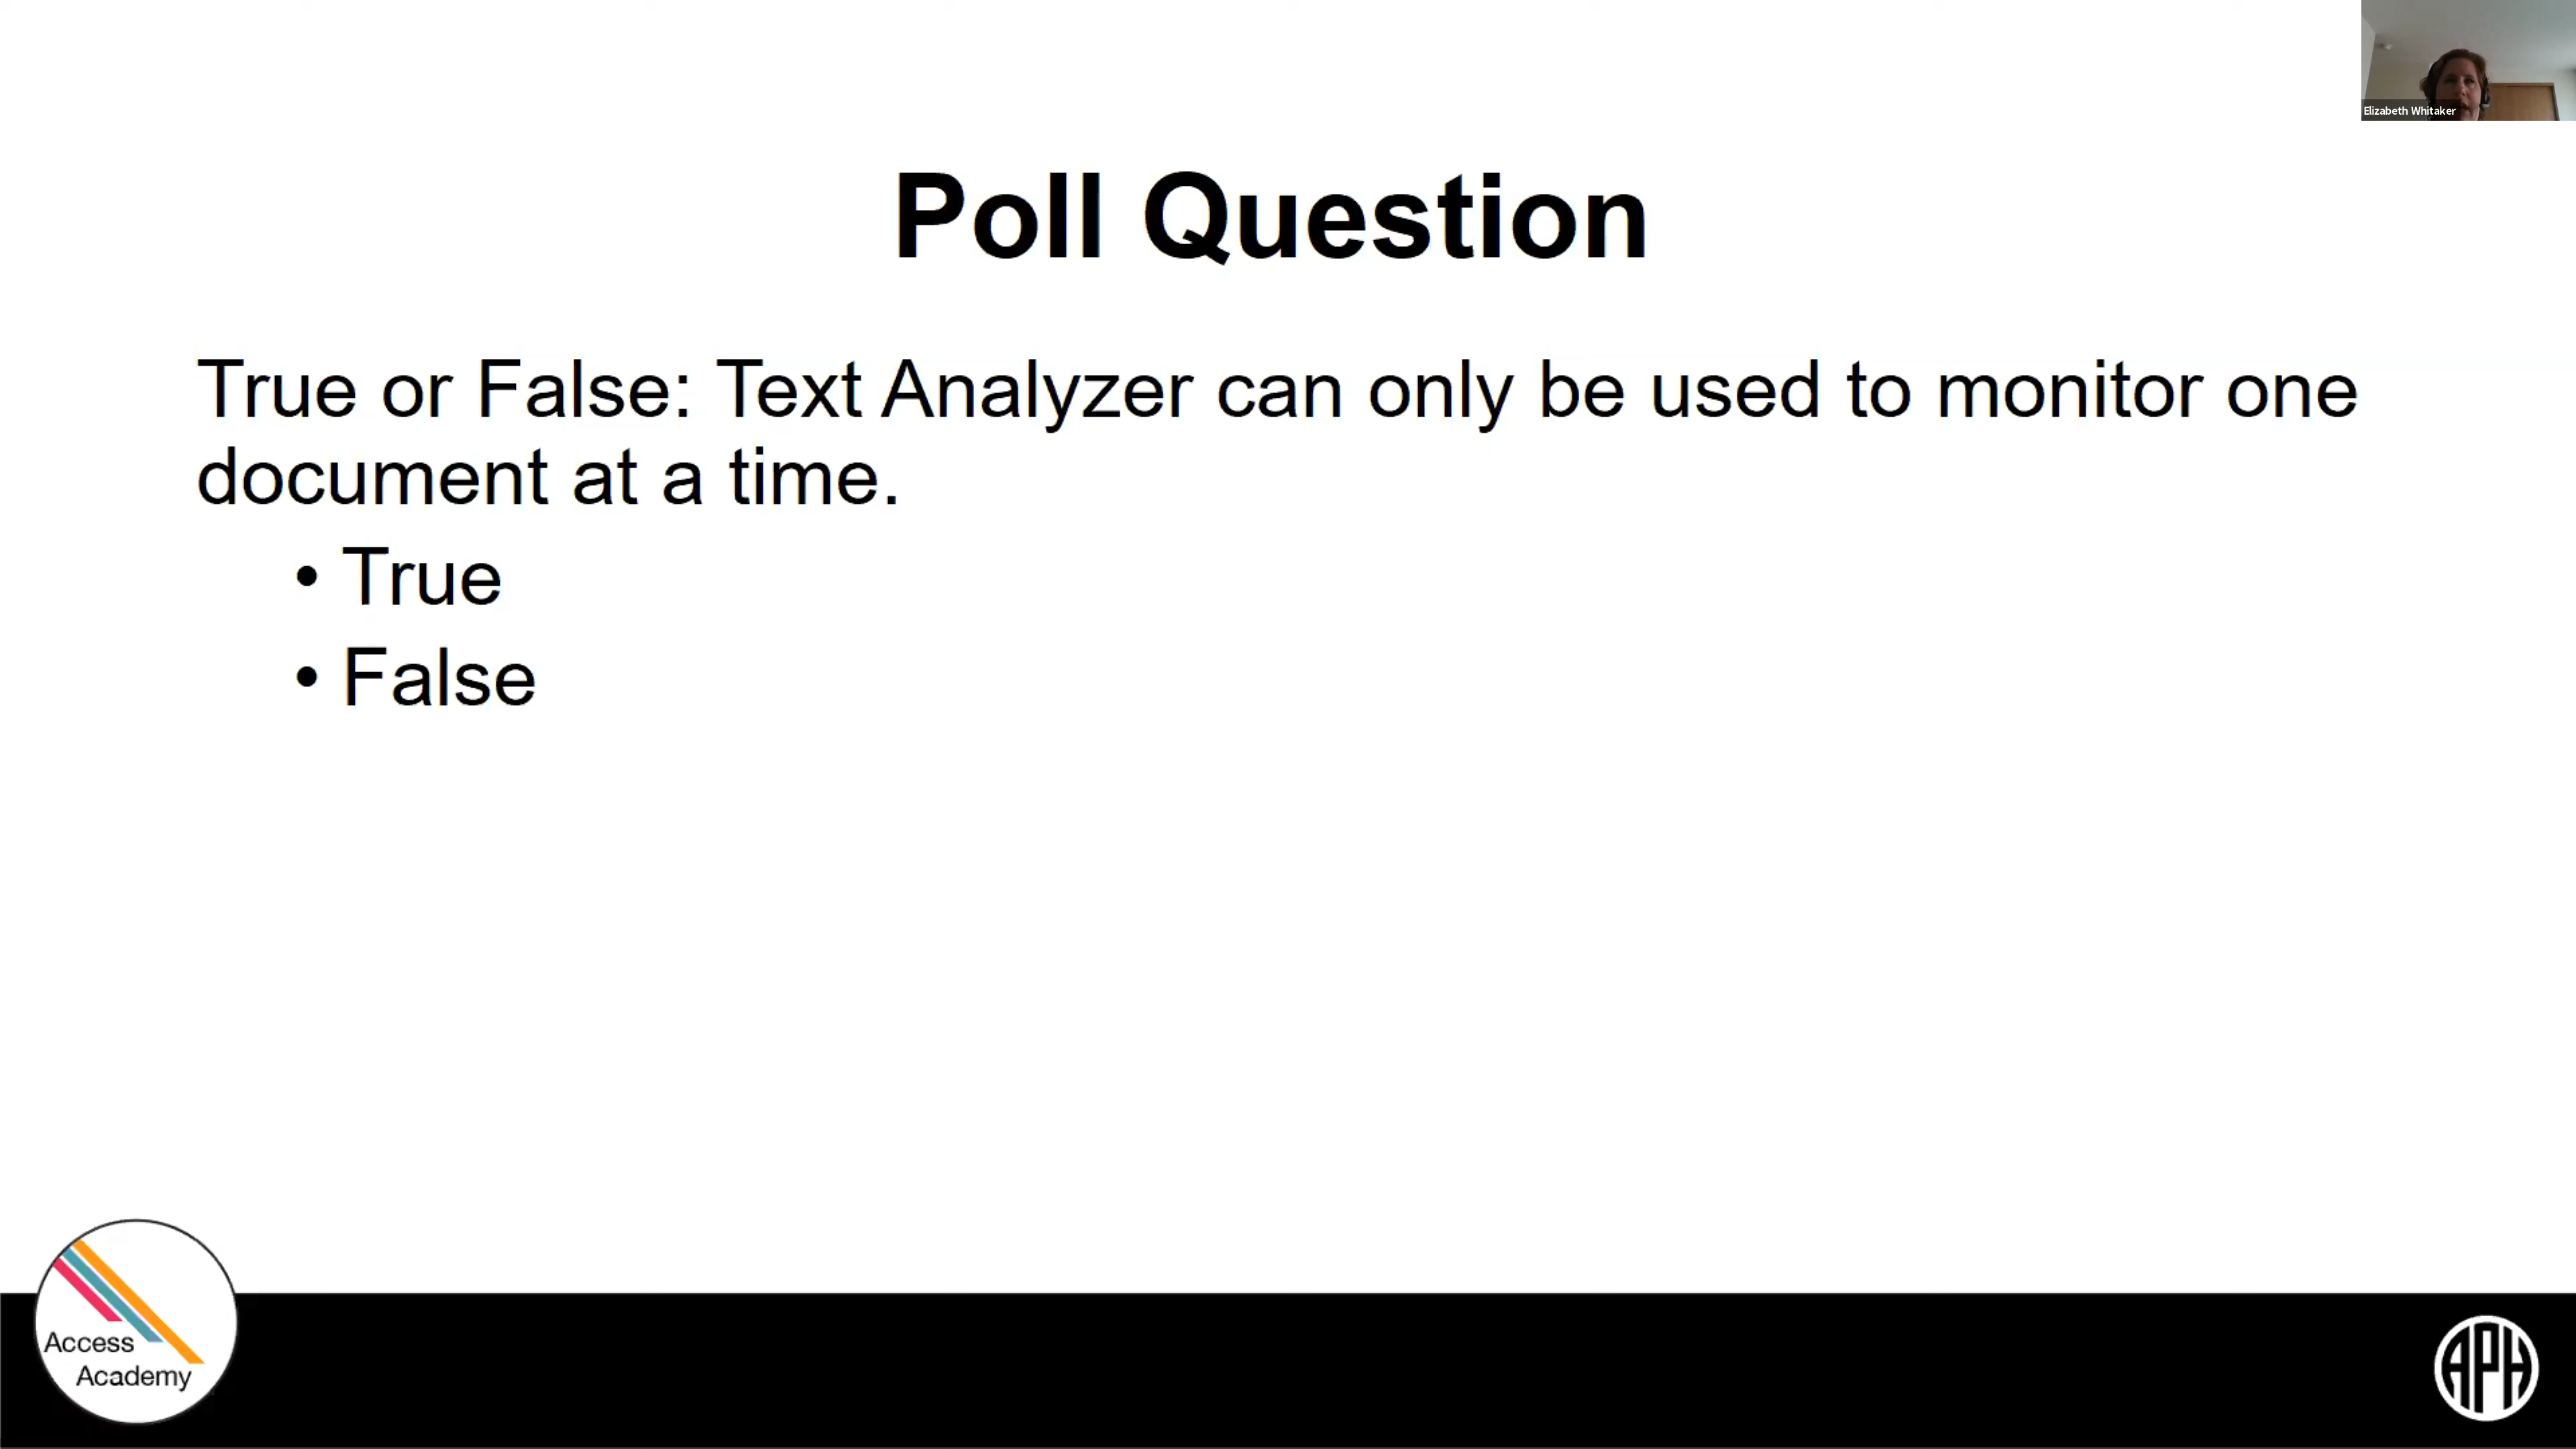 Elizabeth Whitaker
Poll Question
True or False: Text Analyzer can only be used to monitor one
document at a time.
• True
• False
Access
Academy
APH